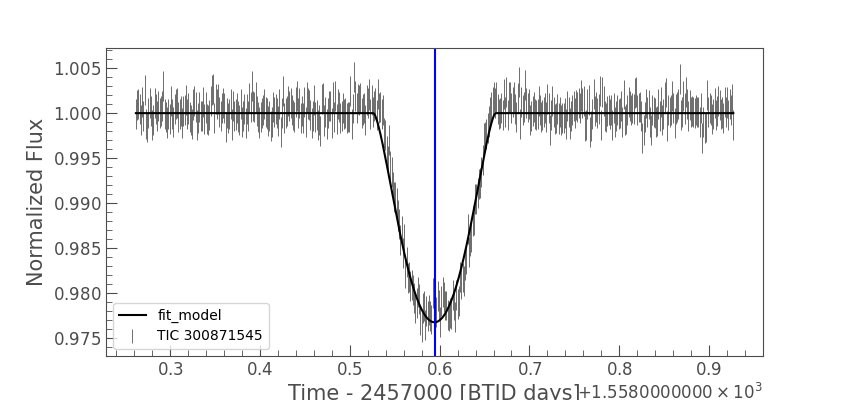 Normalized Flux
1.005
1.000
0.995
0.990
0.985
0.980
0.975
fit_model
TIC 300871545
0.3 0.4 0.5 0.6 0.7 0.8 0.9
Time - 2457000 [BTJD days]
+1.5580000000 × 10³